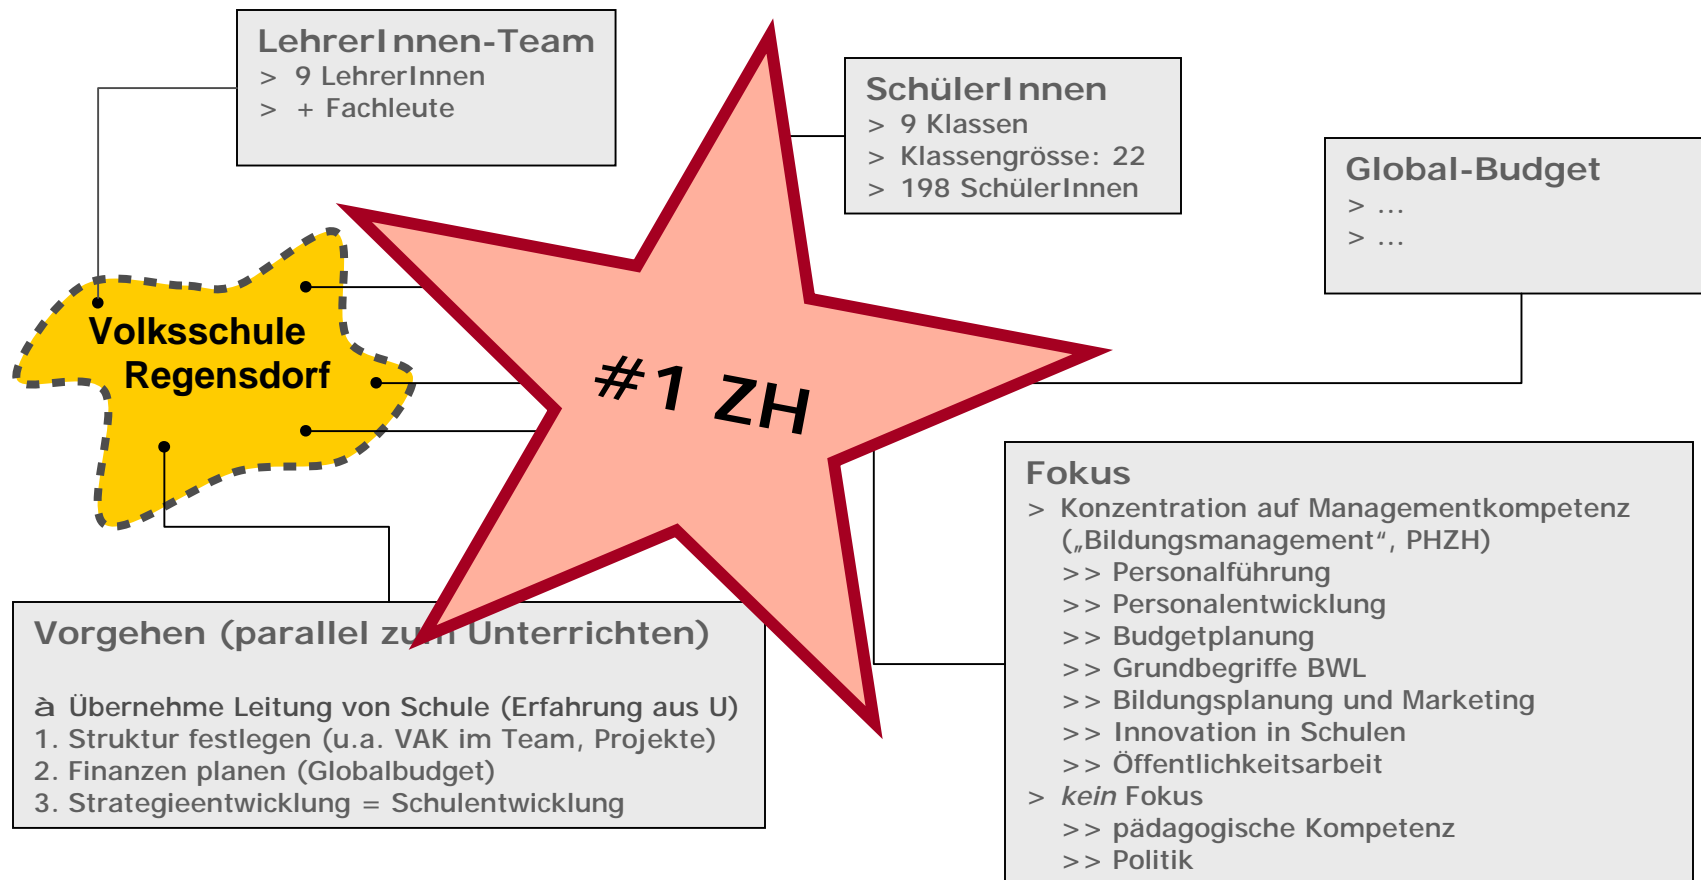 LehrerInnen-Team
> 9 LehrerInnen
> + Fachleute
SchülerInnen
> 9 Klassen
> Klassengrösse: 22
> 198 SchülerInnen
Global-Budget
> ...
> ...
Volksschule
Regensdorf
#1 ZH
Fokus
> Konzentration auf Managementkompetenz
(„Bildungsmanagement“, PHZH)
>> Personalführung
>> Personalentwicklung
>> Budgetplanung
>> Grundbegriffe BWL
>> Bildungsplanung und Marketing
>> Innovation in Schulen
>> Öffentlichkeitsarbeit
> kein Fokus
>> pädagogische Kompetenz
>> Politik
Vorgehen (parallel zum Unterrichten)
à Übernehme Leitung von Schule (Erfahrung aus U)
1. Struktur festlegen (u.a. VAK im Team, Projekte)
2. Finanzen planen (Globalbudget)
3. Strategieentwicklung = Schulentwicklung